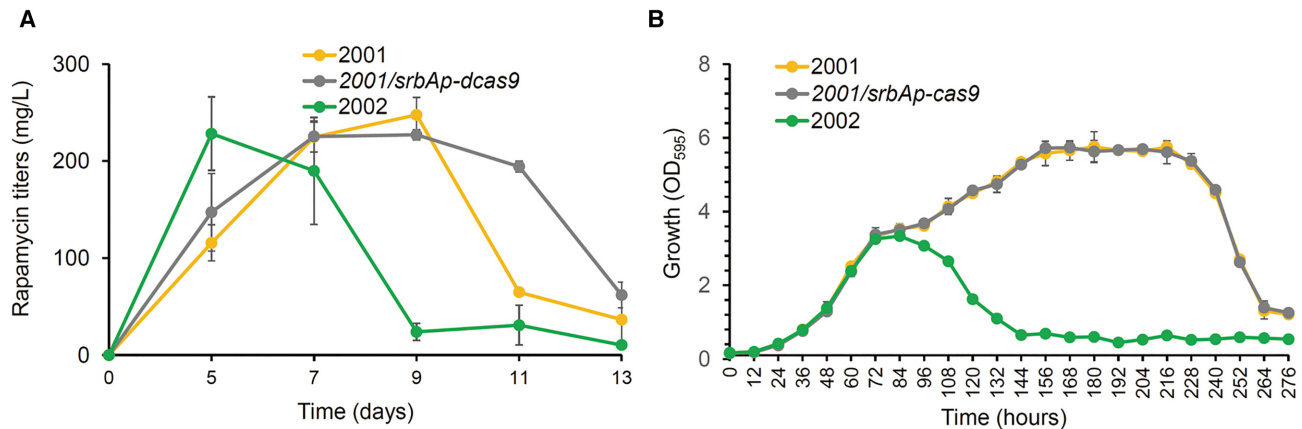 A
Rapamycin titers (mg/L)
300
200
100
0
2001
2001/srbAp-dcas9
2002
0 5 7 9 11 13
Time (days)
B
Growth (OD595)
8
6
4
2
0
2001
2001/srbAp-cas9
2002
0 12 24 36 48 60 72 84 96 108 120 132 144 156 168 180 192 204 216 228 240 252 264 276
Time (hours)